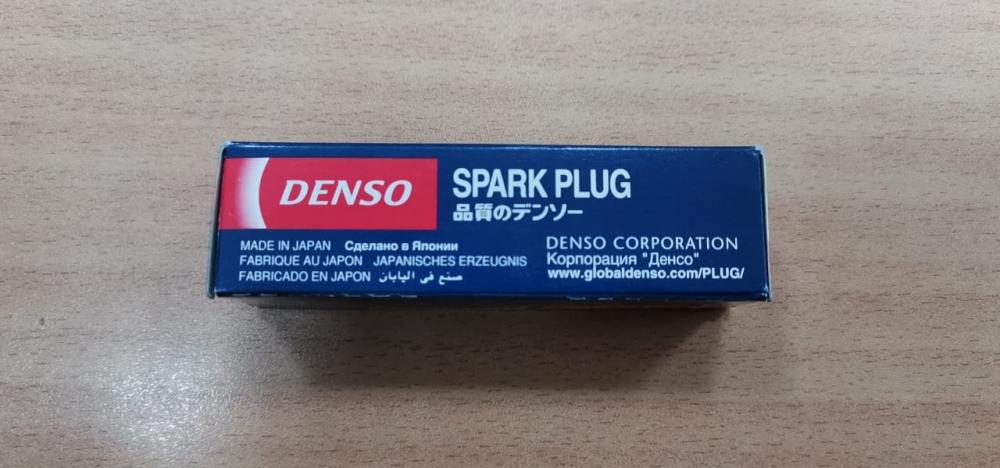 DENSO
SPARK PLUG
品質のデンソー
MADE IN JAPAN Сделано в Японии
FABRIQUE AU JAPON JAPANISCHES ERZEUGNIS
FABRICADO EN JAPON صنع في اليابان
DENSO CORPORATION
Корпорация "Денсо"
www.globaldenso.com/PLUG/